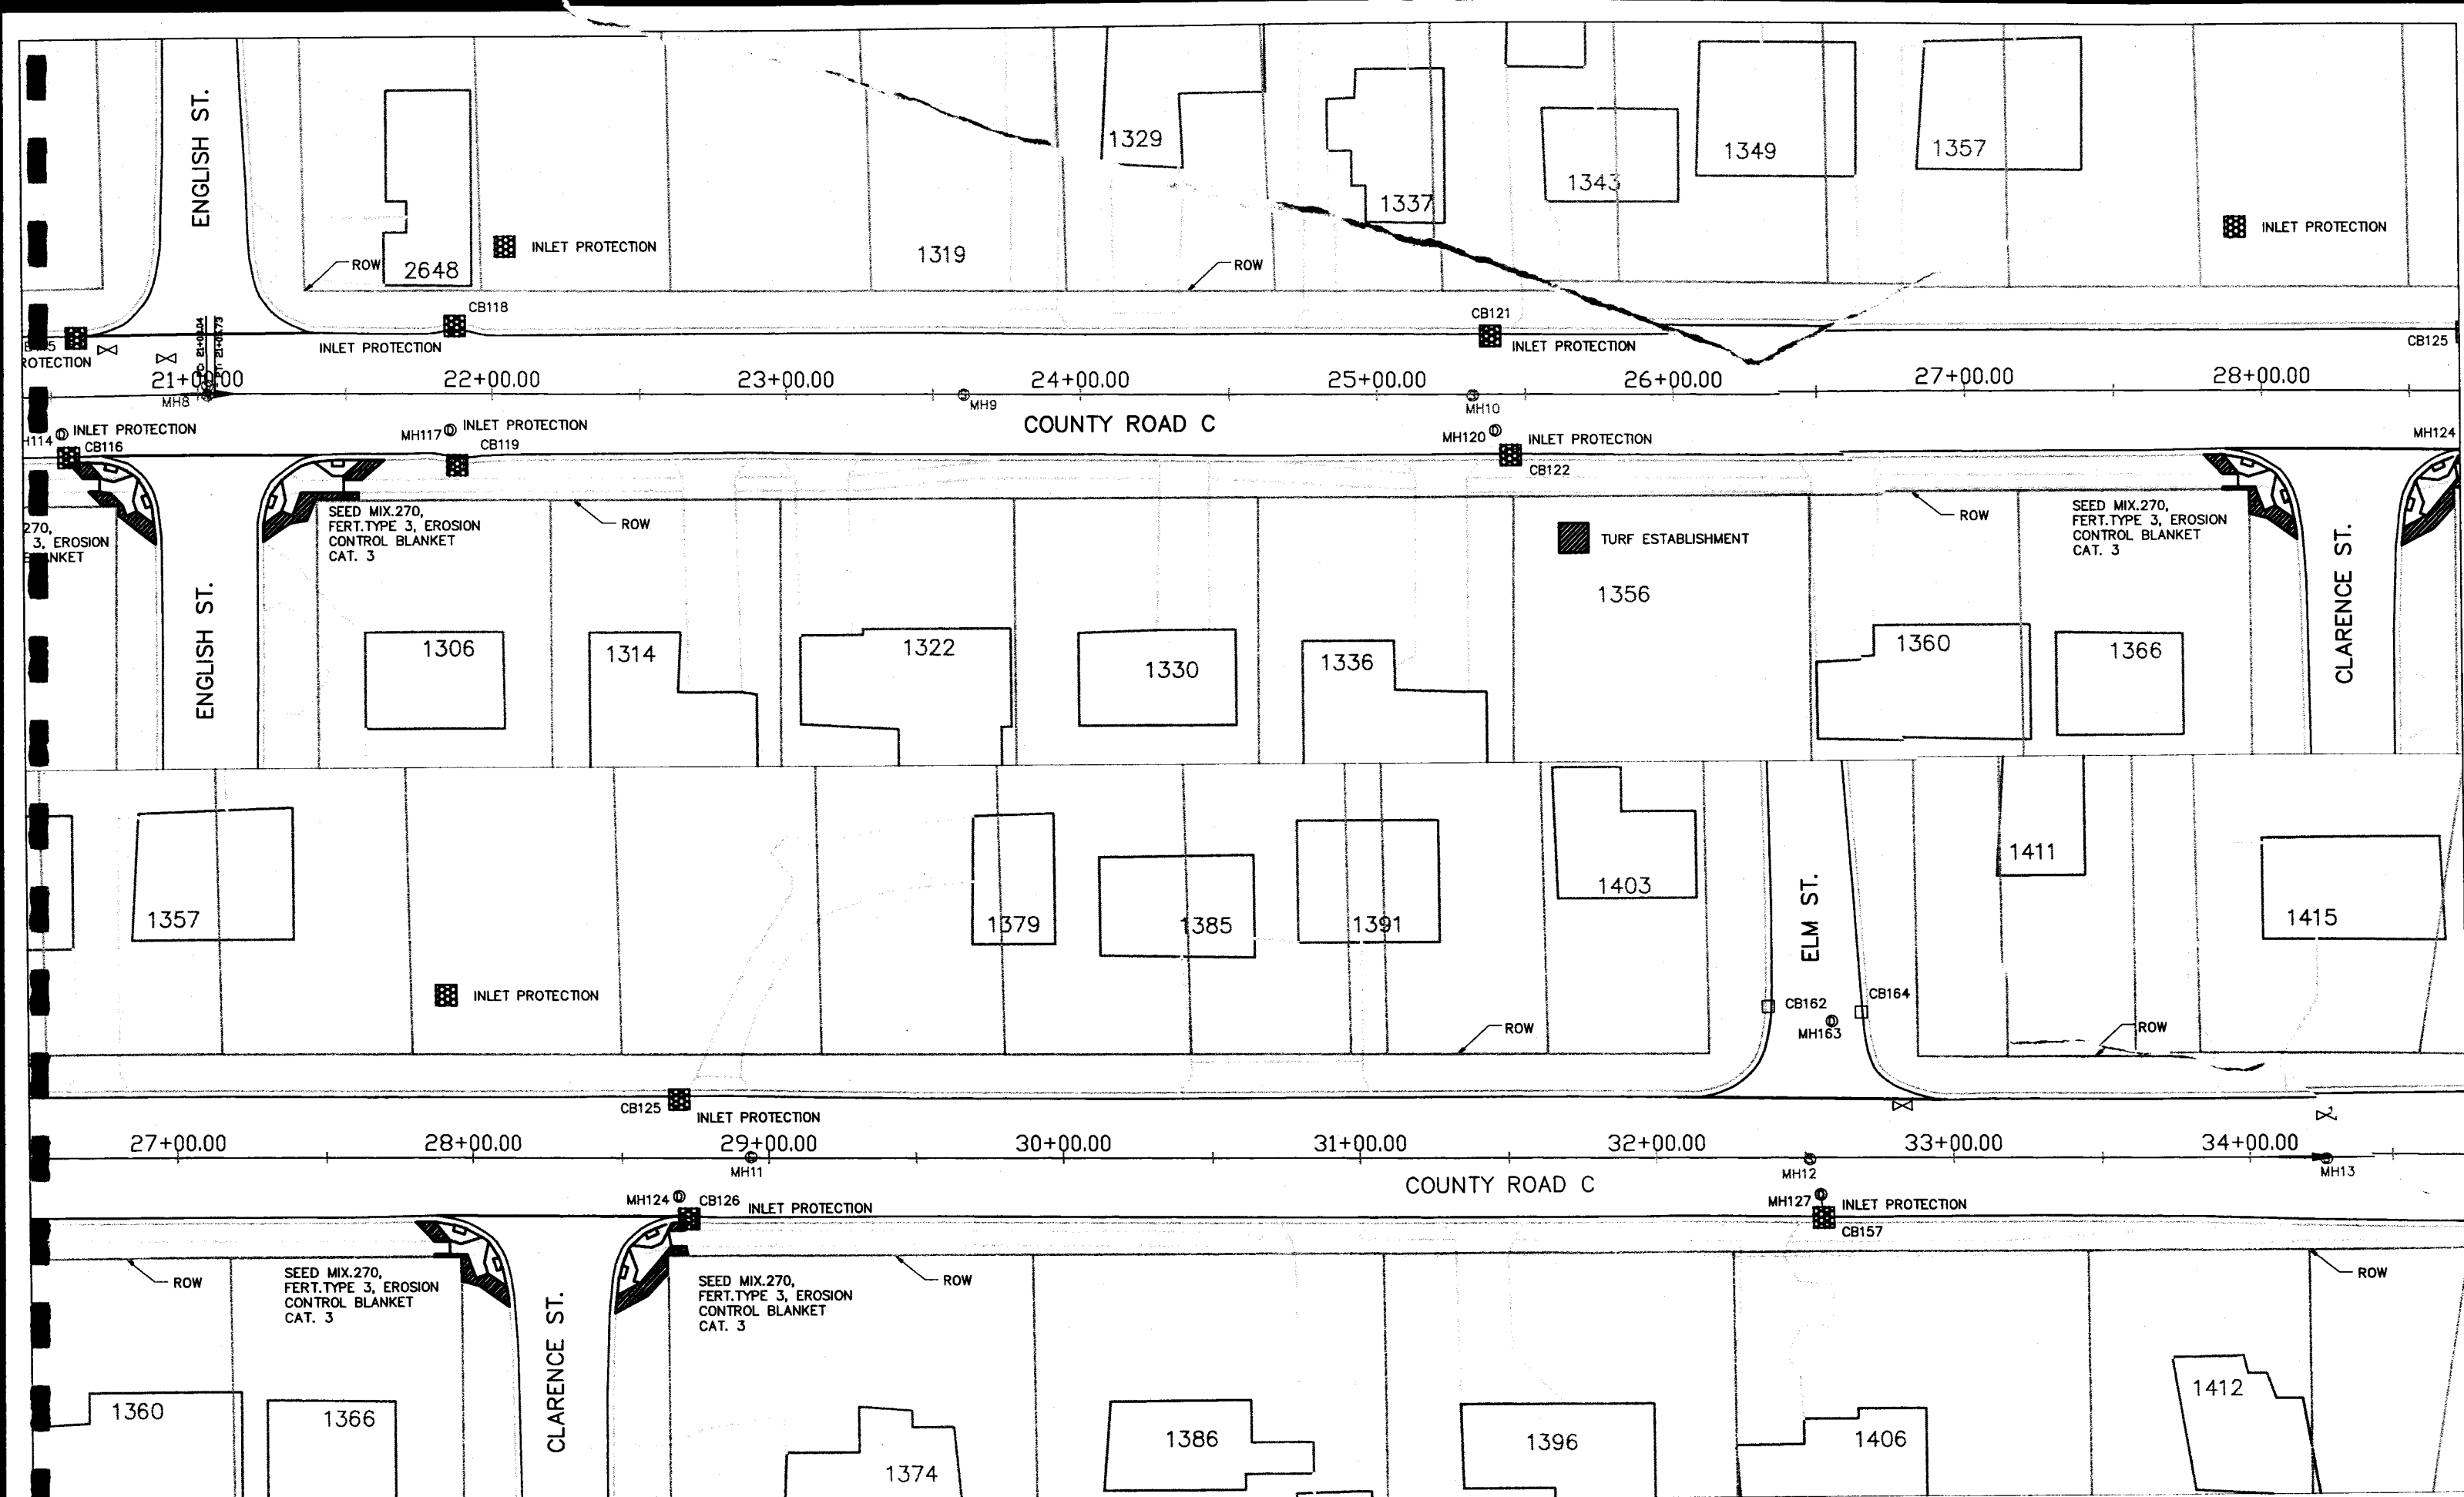 ENGLISH ST.
1329
1337
1343
1349
1357
INLET PROTECTION
INLET PROTECTION
ROW
2648
1319
ROW
CB118
CB121
INLET PROTECTION
INLET PROTECTION
CB125
ROTECTION
21+00.00
22+00.00
23+00.00
24+00.00
25+00.00
26+00.00
27+00.00
28+00.00
MH8
MH9
MH10
COUNTY ROAD C
INLET PROTECTION
CB116
MH117
INLET PROTECTION
CB119
MH120
INLET PROTECTION
CB122
MH124
SEED MIX.270,
FERT.TYPE 3, EROSION
CONTROL BLANKET
CAT. 3
ROW
270,
3, EROSION
TURF ESTABLISHMENT
ROW
SEED MIX.270,
FERT.TYPE 3, EROSION
CONTROL BLANKET
CAT. 3
1356
ENGLISH ST.
1306
1314
1322
1330
1336
1360
1366
CLARENCE ST.
1357
1379
1385
1391
1403
ELM ST.
1411
1415
INLET PROTECTION
CB162
CB164
MH163
ROW
ROW
CB125
INLET PROTECTION
27+00.00
28+00.00
29+00.00
30+00.00
31+00.00
32+00.00
33+00.00
34+00.00
MH11
MH12
MH13
COUNTY ROAD C
MH124
CB126
INLET PROTECTION
MH127
INLET PROTECTION
CB157
ROW
SEED MIX.270,
FERT.TYPE 3, EROSION
CONTROL BLANKET
CAT. 3
SEED MIX.270,
FERT.TYPE 3, EROSION
CONTROL BLANKET
CAT. 3
ROW
ROW
1360
1366
CLARENCE ST.
1374
1386
1396
1406
1412